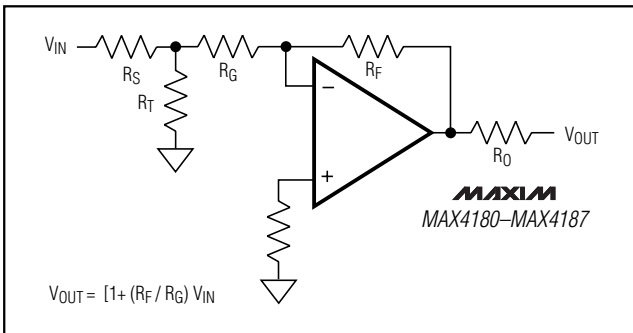 VIN
RS
RG
RF
RT
−
+
RO
VOUT
MAXIM
MAX4180–MAX4187
VOUT = [1+ (RF / RG) VIN